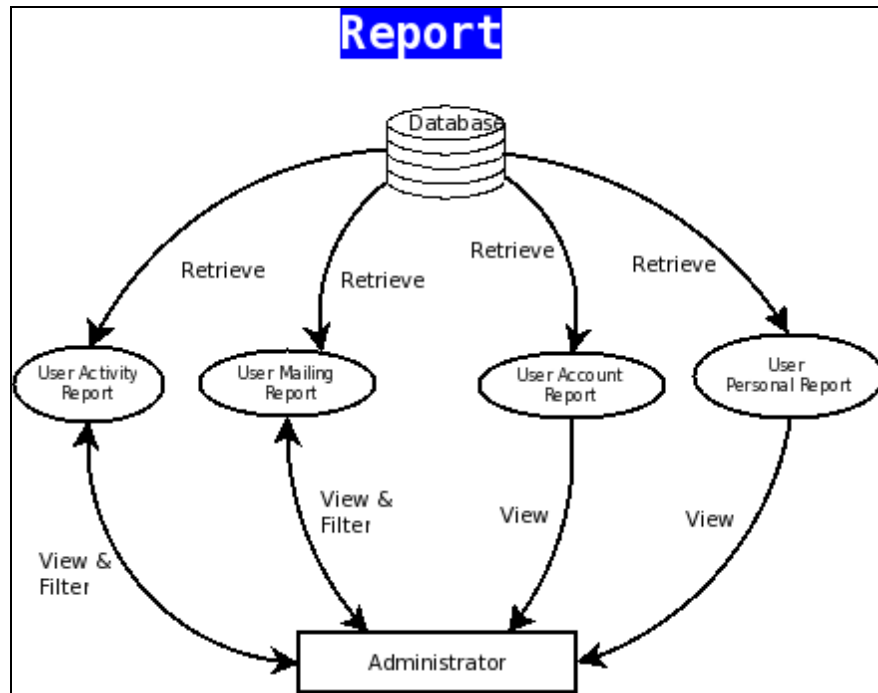 Report
Database
Retrieve
Retrieve
Retrieve
Retrieve
User Activity
Report
User Mailing
Report
User Account
Report
User
Personal Report
View &
Filter
View &
Filter
View
View
Administrator